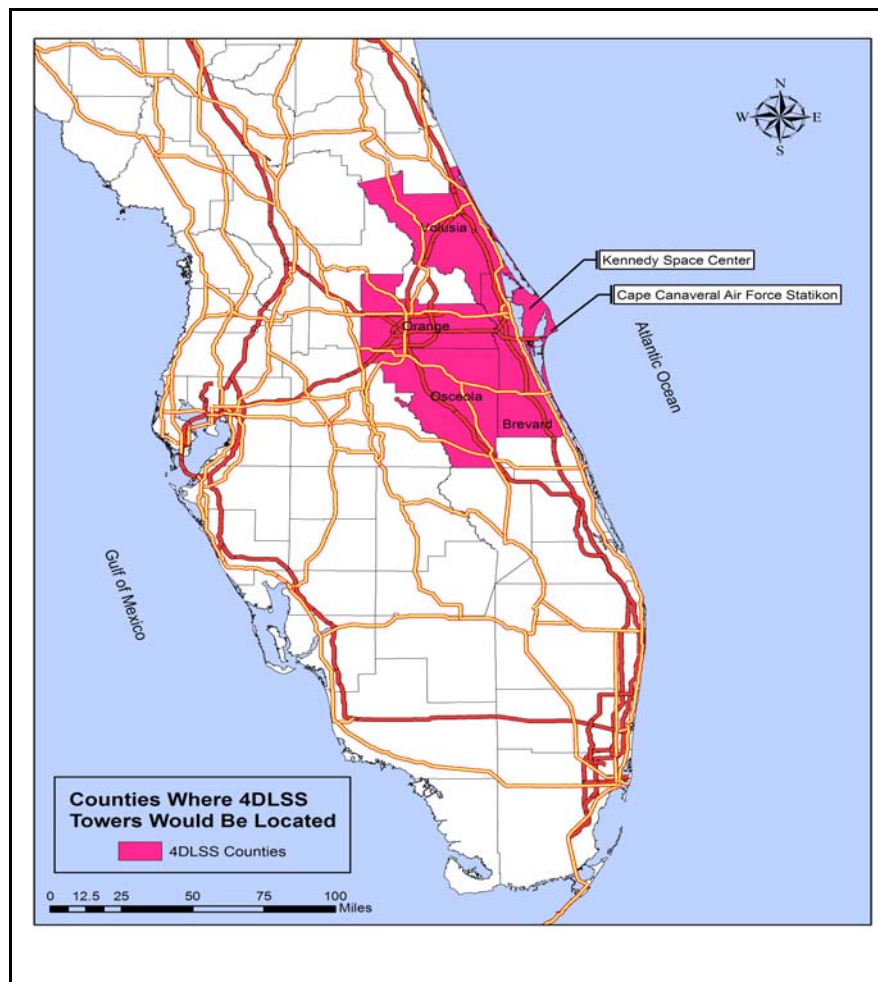 N
W E
S
Volusia
Kennedy Space Center
Cape Canaveral Air Force Statikon
Orange
Atlantic Ocean
Osceola
Brevard
Gulf of Mexico
Counties Where 4DLSS
Towers Would Be Located
4DLSS Counties
0 12.5 25 50 75 100
Miles